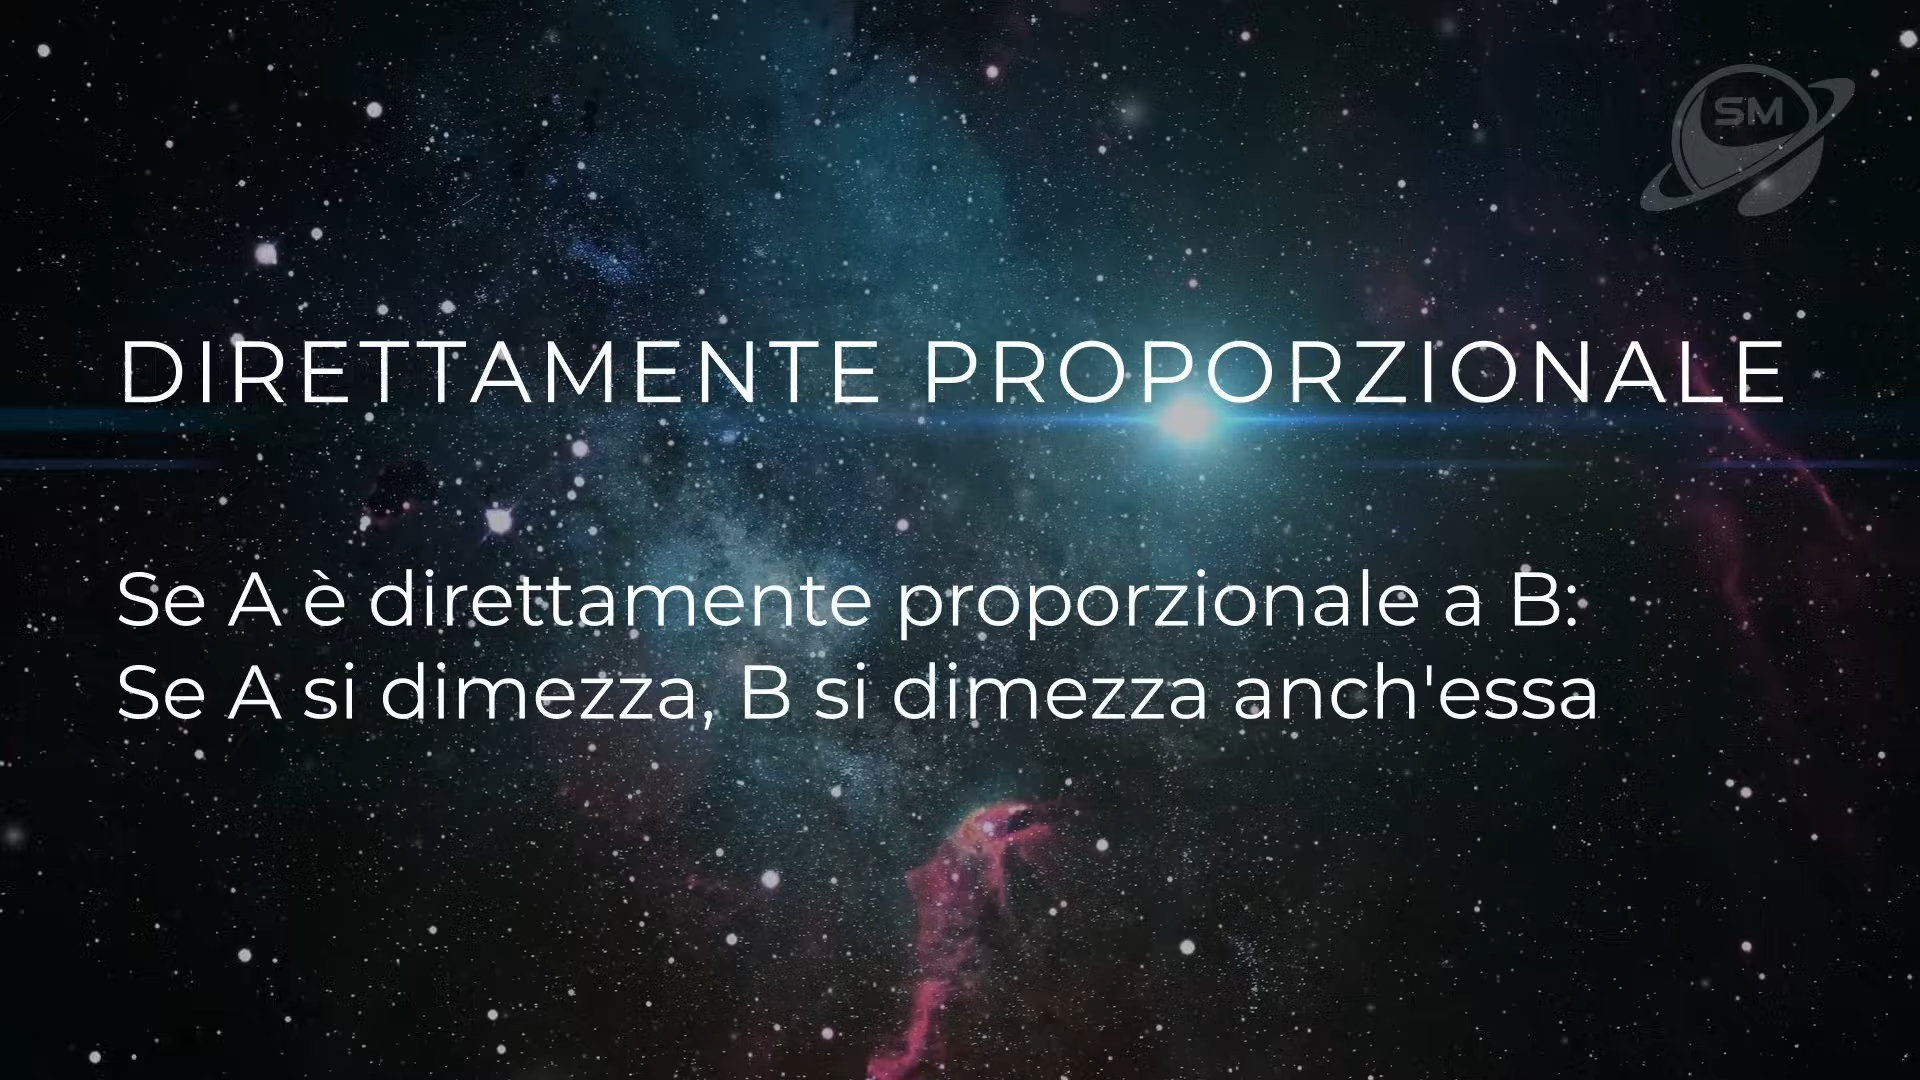 SM
DIRETTAMENTE PROPORZIONALE
Se A è direttamente proporzionale a B:
Se A si dimezza, B si dimezza anch'essa